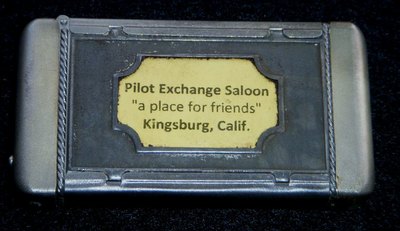 Pilot Exchange Saloon
"a place for friends"
Kingsburg, Calif.